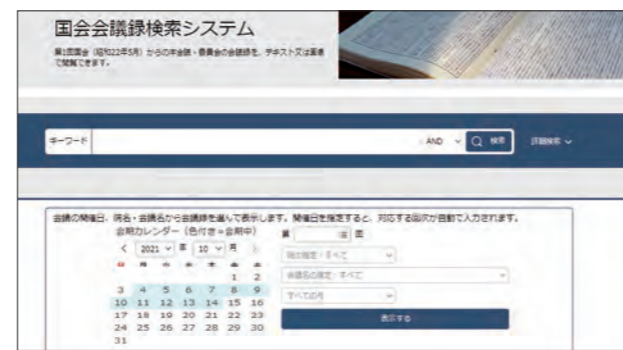 国会会議録検索システム
第1回国会（昭和22年5月）からの本会議・委員会の会議録を、テキスト又は画像
で閲覧できます。
キーワード AND 検索 詳細検索
会議の開催日、院名・会議名から会議録を選んで表示します。開催日を指定すると、対応する回次が自動で入力されます。
会期カレンダー（色付き＝会期中） 第 回
2021 年 10 月
院の指定：すべて
日 月 火 水 木 金 土
1 2
会議名の指定：すべて
3 4 5 6 7 8 9
すべての号
10 11 12 13 14 15 16
17 18 19 20 21 22 23
表示する
24 25 26 27 28 29 30
31